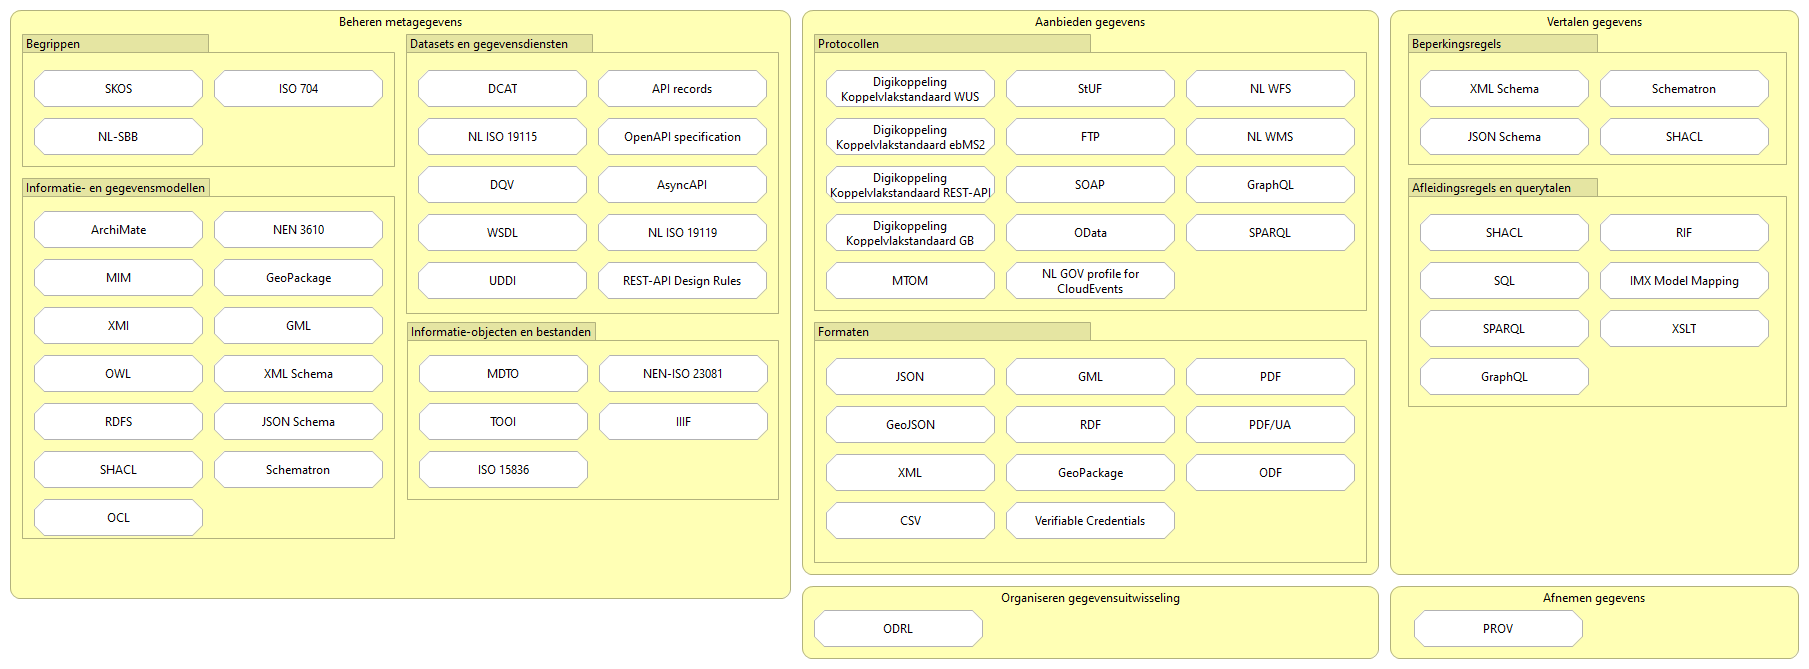 Beheren metagegevens
Begrippen
SKOS
ISO 704
NL-SBB
Informatie- en gegevensmodellen
ArchiMate
NEN 3610
MIM
GeoPackage
XMI
GML
OWL
XML Schema
RDFS
JSON Schema
SHACL
Schematron
OCL
Datasets en gegevensdiensten
DCAT
API records
NL ISO 19115
OpenAPI specification
DQV
AsyncAPI
WSDL
NL ISO 19119
UDDI
REST-API Design Rules
Informatie-objecten en bestanden
MDTO
NEN-ISO 23081
TOOI
IIIF
ISO 15836
Aanbieden gegevens
Protocollen
Digikoppeling
Koppelvlakstandaard WUS
StUF
NL WFS
Digikoppeling
Koppelvlakstandaard ebMS2
FTP
NL WMS
Digikoppeling
Koppelvlakstandaard REST-API
SOAP
GraphQL
Digikoppeling
Koppelvlakstandaard GB
OData
SPARQL
MTOM
NL GOV profile for
CloudEvents
Formaten
JSON
GML
PDF
GeoJSON
RDF
PDF/UA
XML
GeoPackage
ODF
CSV
Verifiable Credentials
Vertalen gegevens
Beperkingsregels
XML Schema
Schematron
JSON Schema
SHACL
Afleidingsregels en querytalen
SHACL
RIF
SQL
IMX Model Mapping
SPARQL
XSLT
GraphQL
Organiseren gegevensuitwisseling
ODRL
Afnemen gegevens
PROV